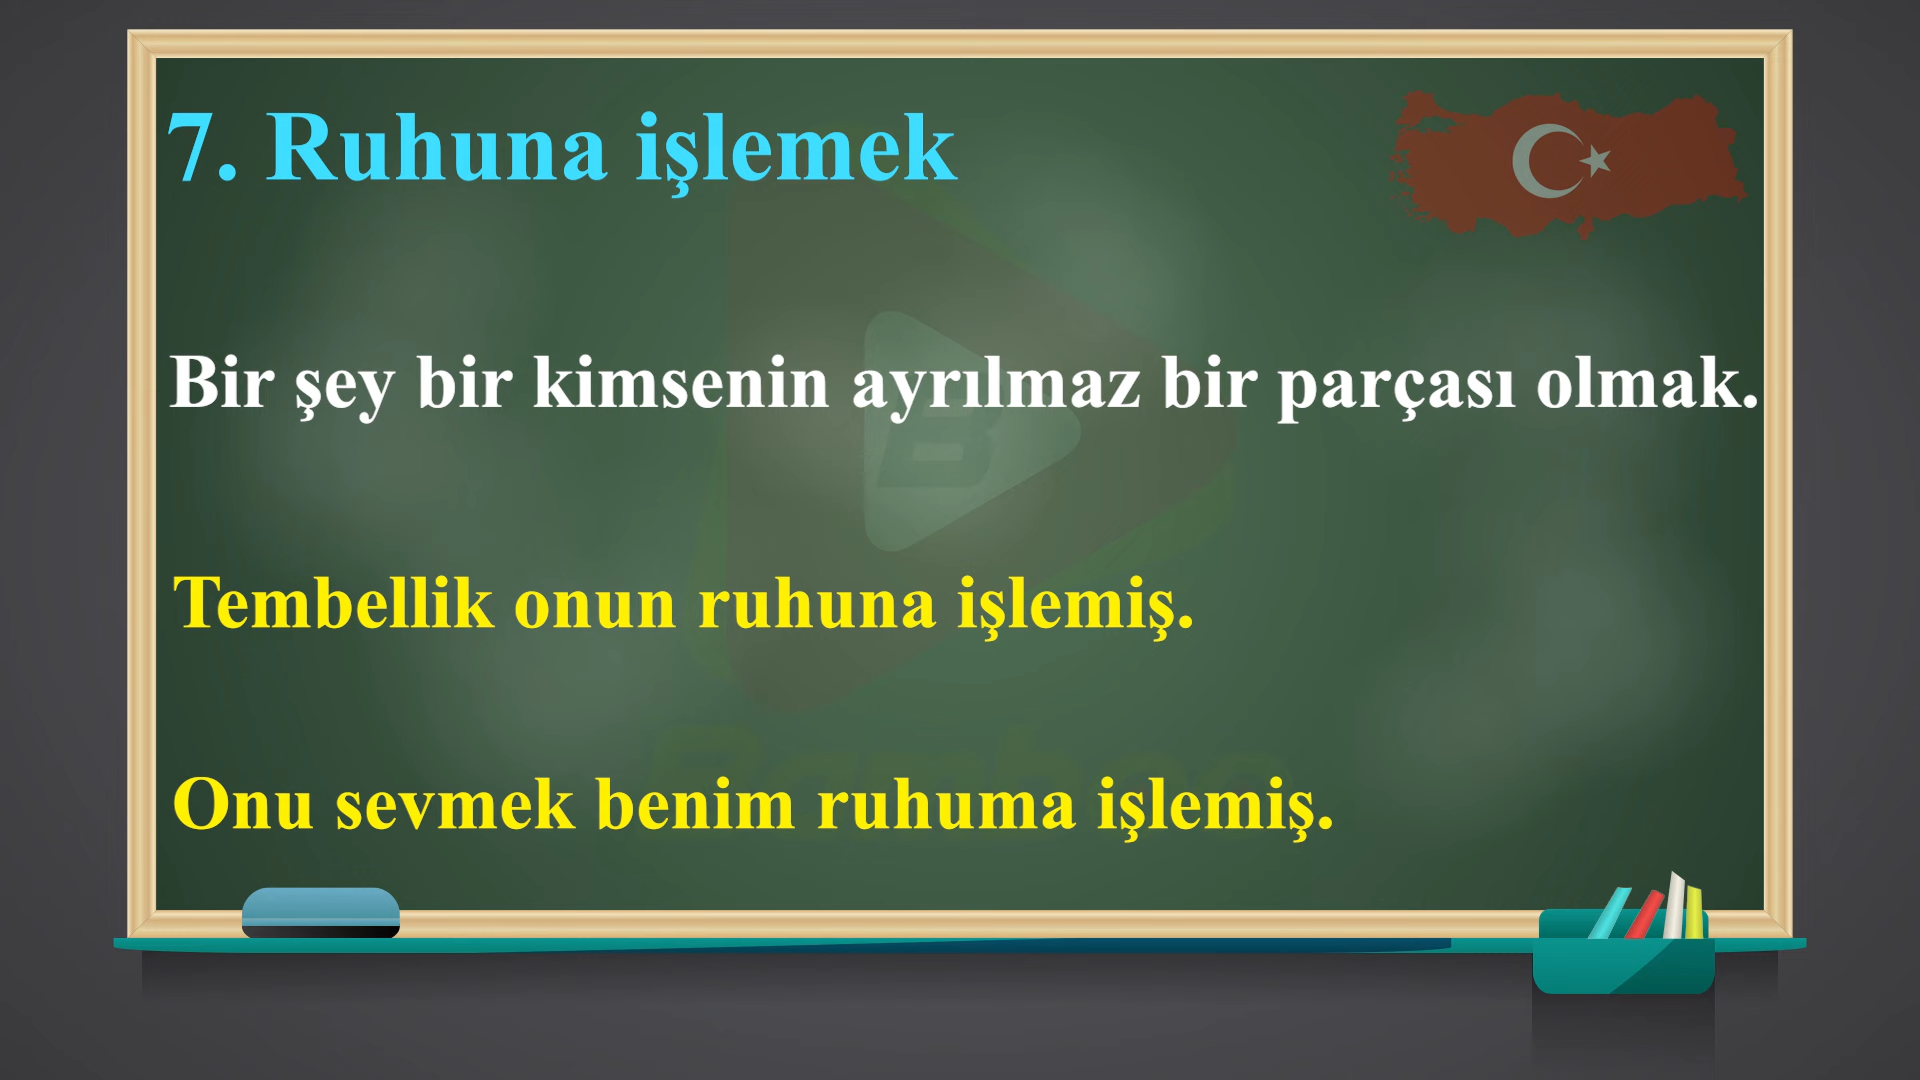 7. Ruhuna işlemek
Bir şey bir kimsenin ayrılmaz bir parçası olmak.
B
Tembellik onun ruhuna işlemiş.
Onu sevmek benim ruhuma işlemiş.